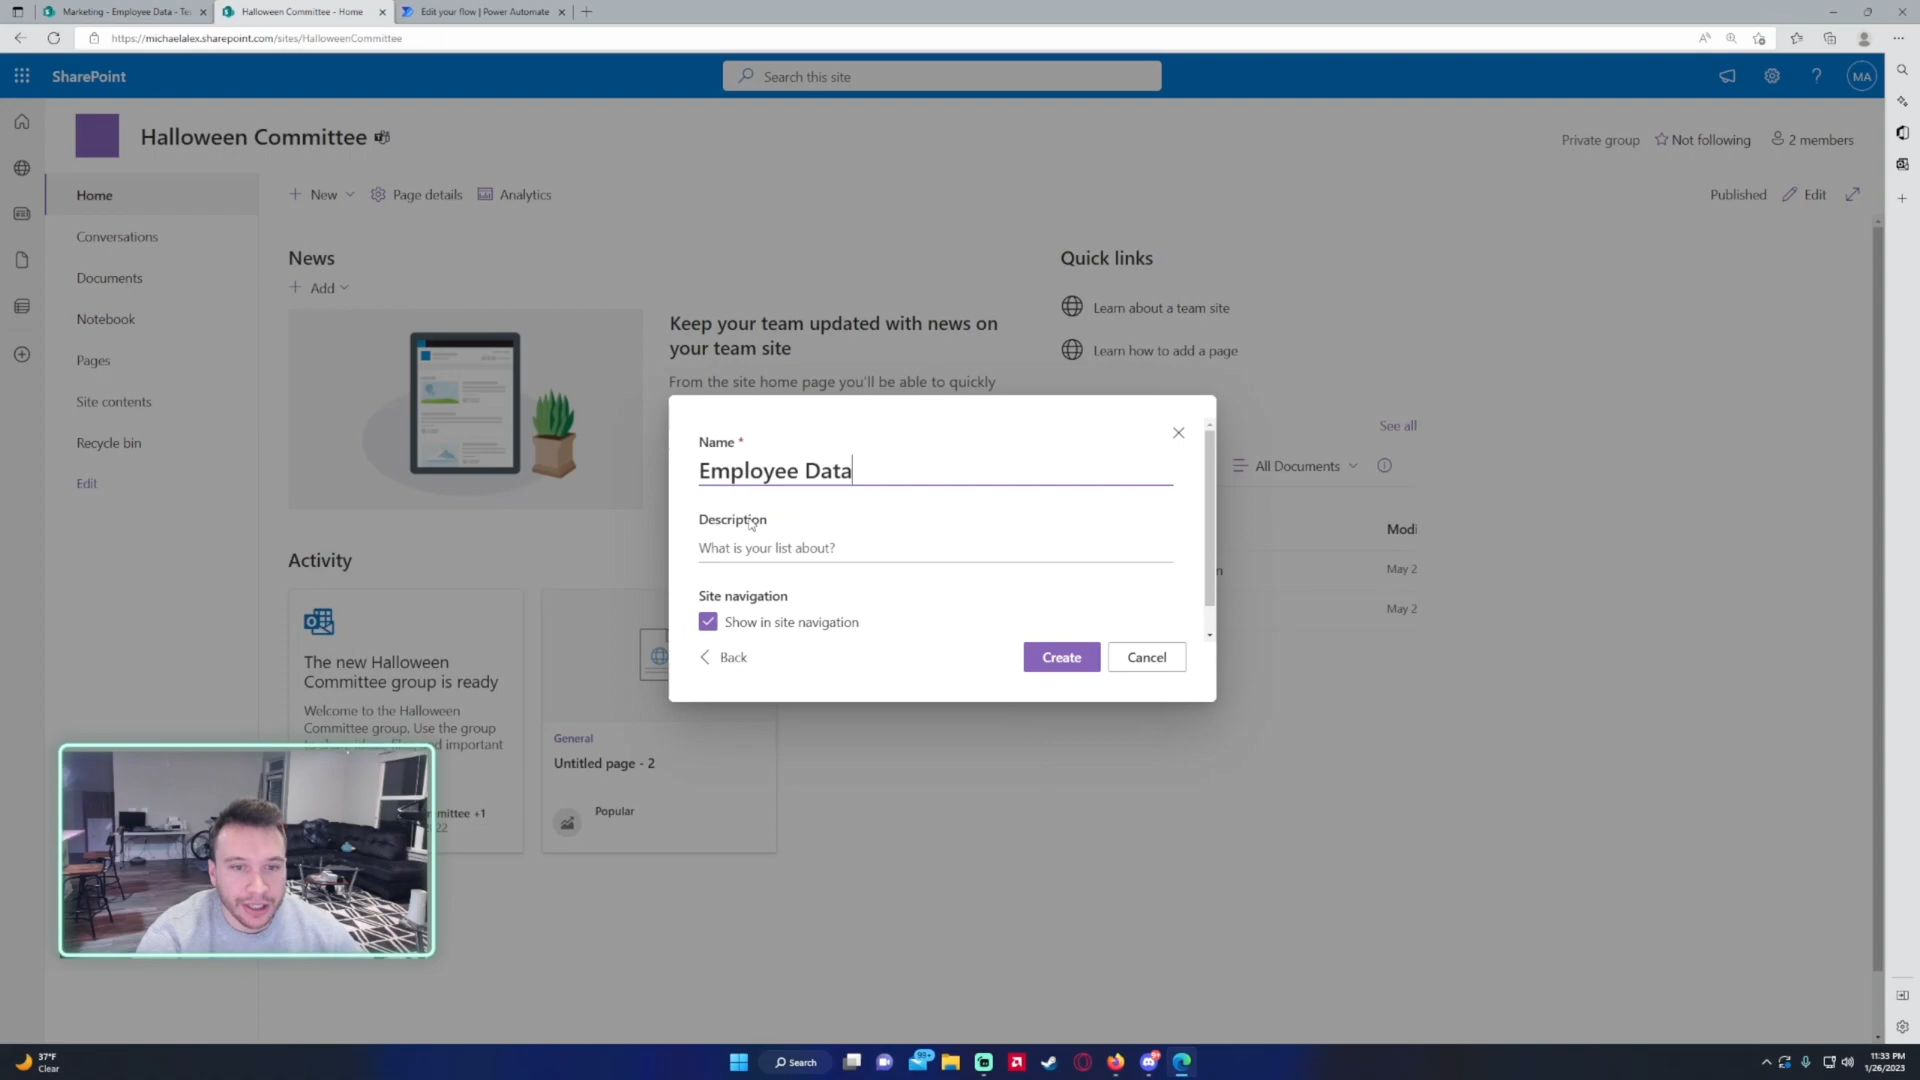 Marketing - Employee Data - Te
Halloween Committee - Home
Edit your flow | Power Automate
https://michaelalex.sharepoint.com/sites/HalloweenCommittee
SharePoint
Search this site
MA
Halloween Committee
Private group
Not following
2 members
Home
Conversations
Documents
Notebook
Pages
Site contents
Recycle bin
Edit
New
Page details
Analytics
Published
Edit
News
Add
Keep your team updated with news on
your team site
From the site home page you'll be able to quickly
Quick links
Learn about a team site
Learn how to add a page
See all
All Documents
Modi
n
May 2
May 2
Name *
Employee Data
Description
What is your list about?
Site navigation
Show in site navigation
Back
Create
Cancel
Activity
The new Halloween
Committee group is ready
Welcome to the Halloween
Committee group. Use the group
d important
mittee +1
22
General
Untitled page - 2
Popular
37°F
Clear
Search
99+
11:33 PM
1/26/2023